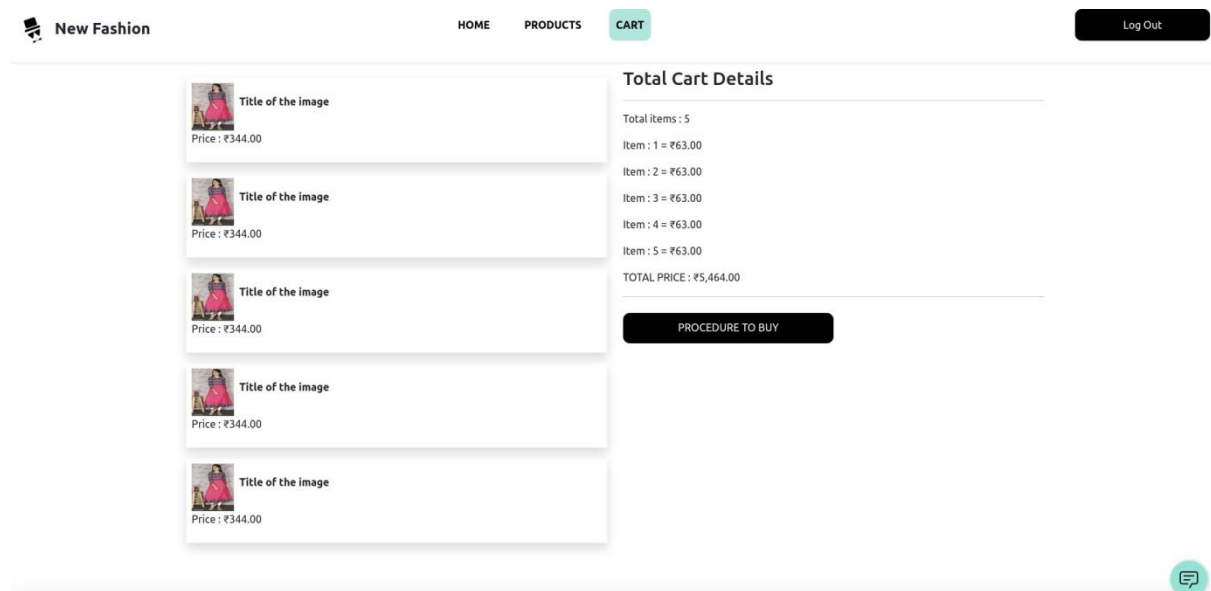 New Fashion
HOME
PRODUCTS
CART
Log Out
Title of the image
Price : ₹344.00
Title of the image
Price : ₹344.00
Title of the image
Price : ₹344.00
Title of the image
Price : ₹344.00
Title of the image
Price : ₹344.00
Total Cart Details
Total items : 5
Item : 1 = ₹63.00
Item : 2 = ₹63.00
Item : 3 = ₹63.00
Item : 4 = ₹63.00
Item : 5 = ₹63.00
TOTAL PRICE : ₹5,464.00
PROCEDURE TO BUY